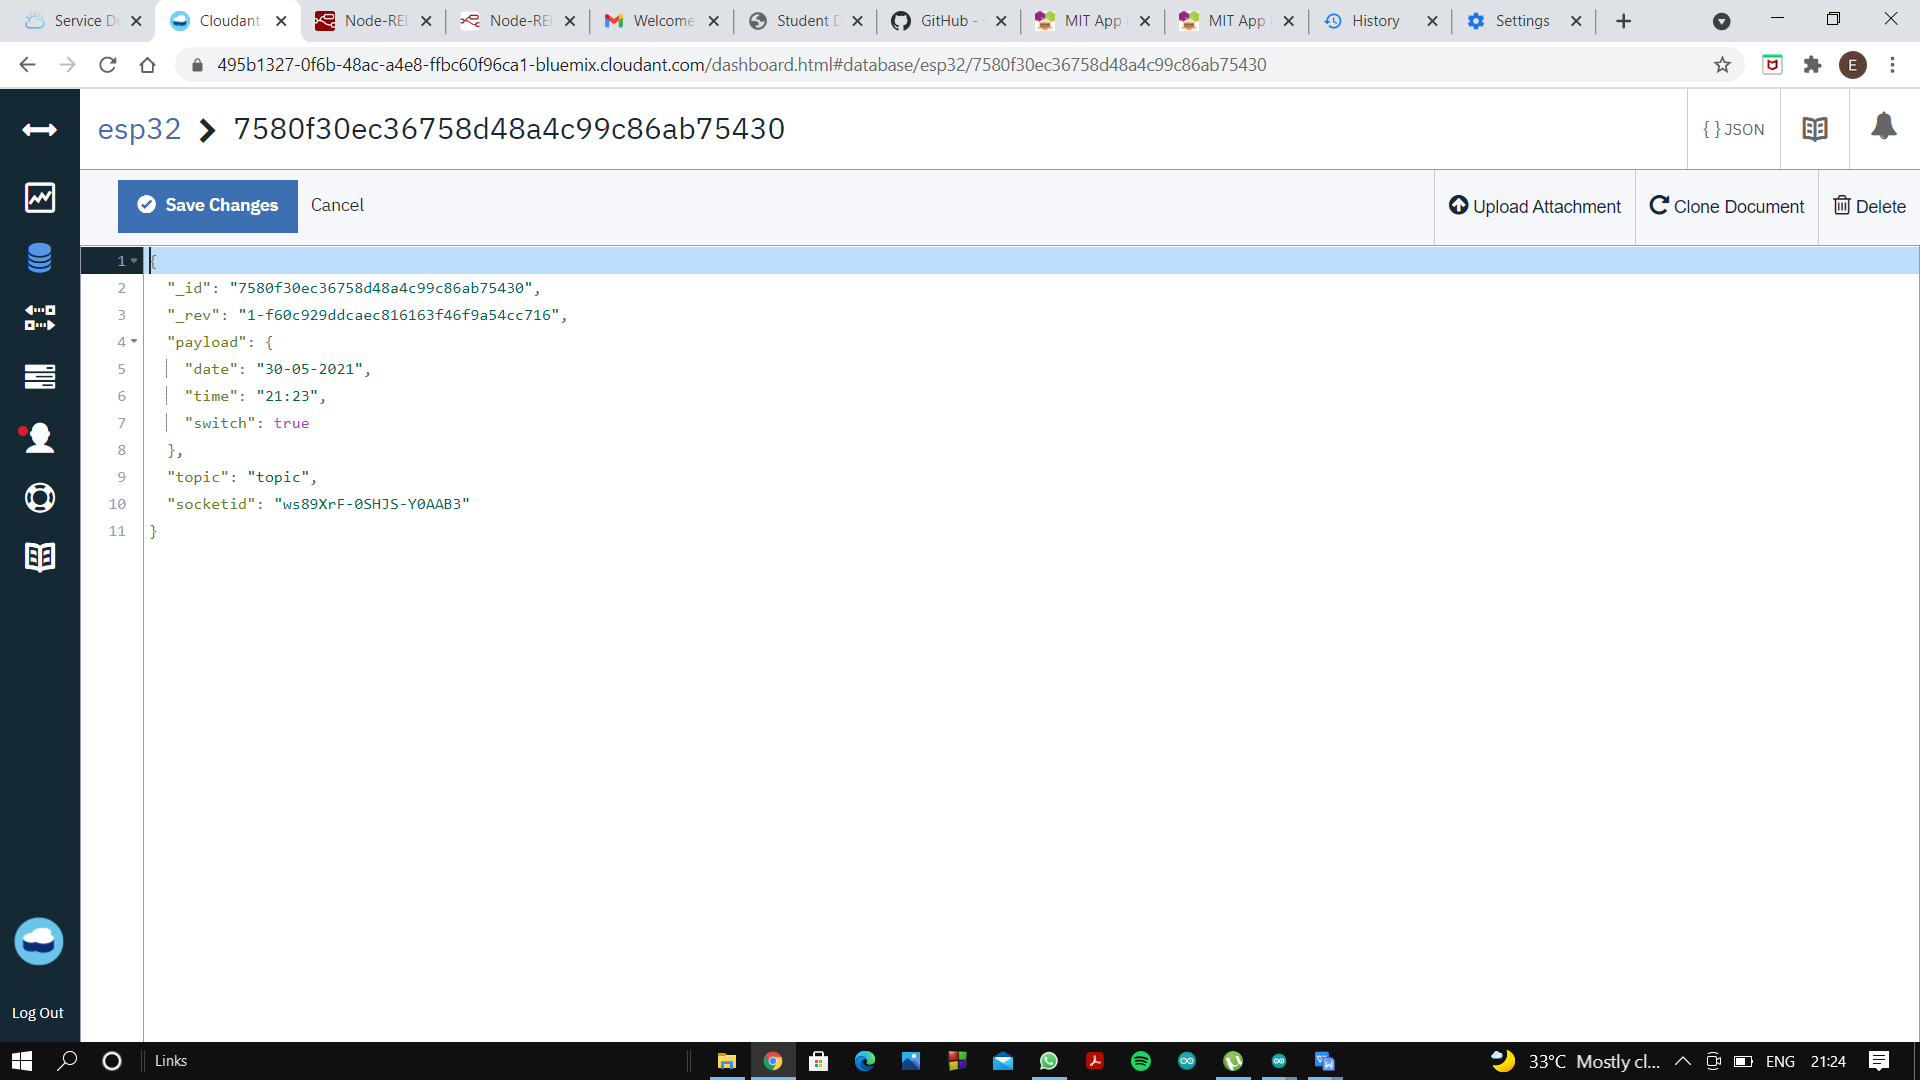 Service De
Cloudant
Node-RED
Node-RED
Welcome
Student D
GitHub -
MIT App
MIT App
History
Settings
495b1327-0f6b-48ac-a4e8-ffbc60f96ca1-bluemix.cloudant.com/dashboard.html#database/esp32/7580f30ec36758d48a4c99c86ab75430
E
esp32 > 7580f30ec36758d48a4c99c86ab75430
{ } JSON
Save Changes
Cancel
Upload Attachment
Clone Document
Delete
1 {
2 "_id": "7580f30ec36758d48a4c99c86ab75430",
3 "_rev": "1-f60c929ddcaec816163f46f9a54cc716",
4 "payload": {
5 "date": "30-05-2021",
6 "time": "21:23",
7 "switch": true
8 },
9 "topic": "topic",
10 "socketid": "ws89XrF-0SHJS-Y0AAB3"
11 }
Log Out
Links
33°C Mostly cl...
ENG
21:24